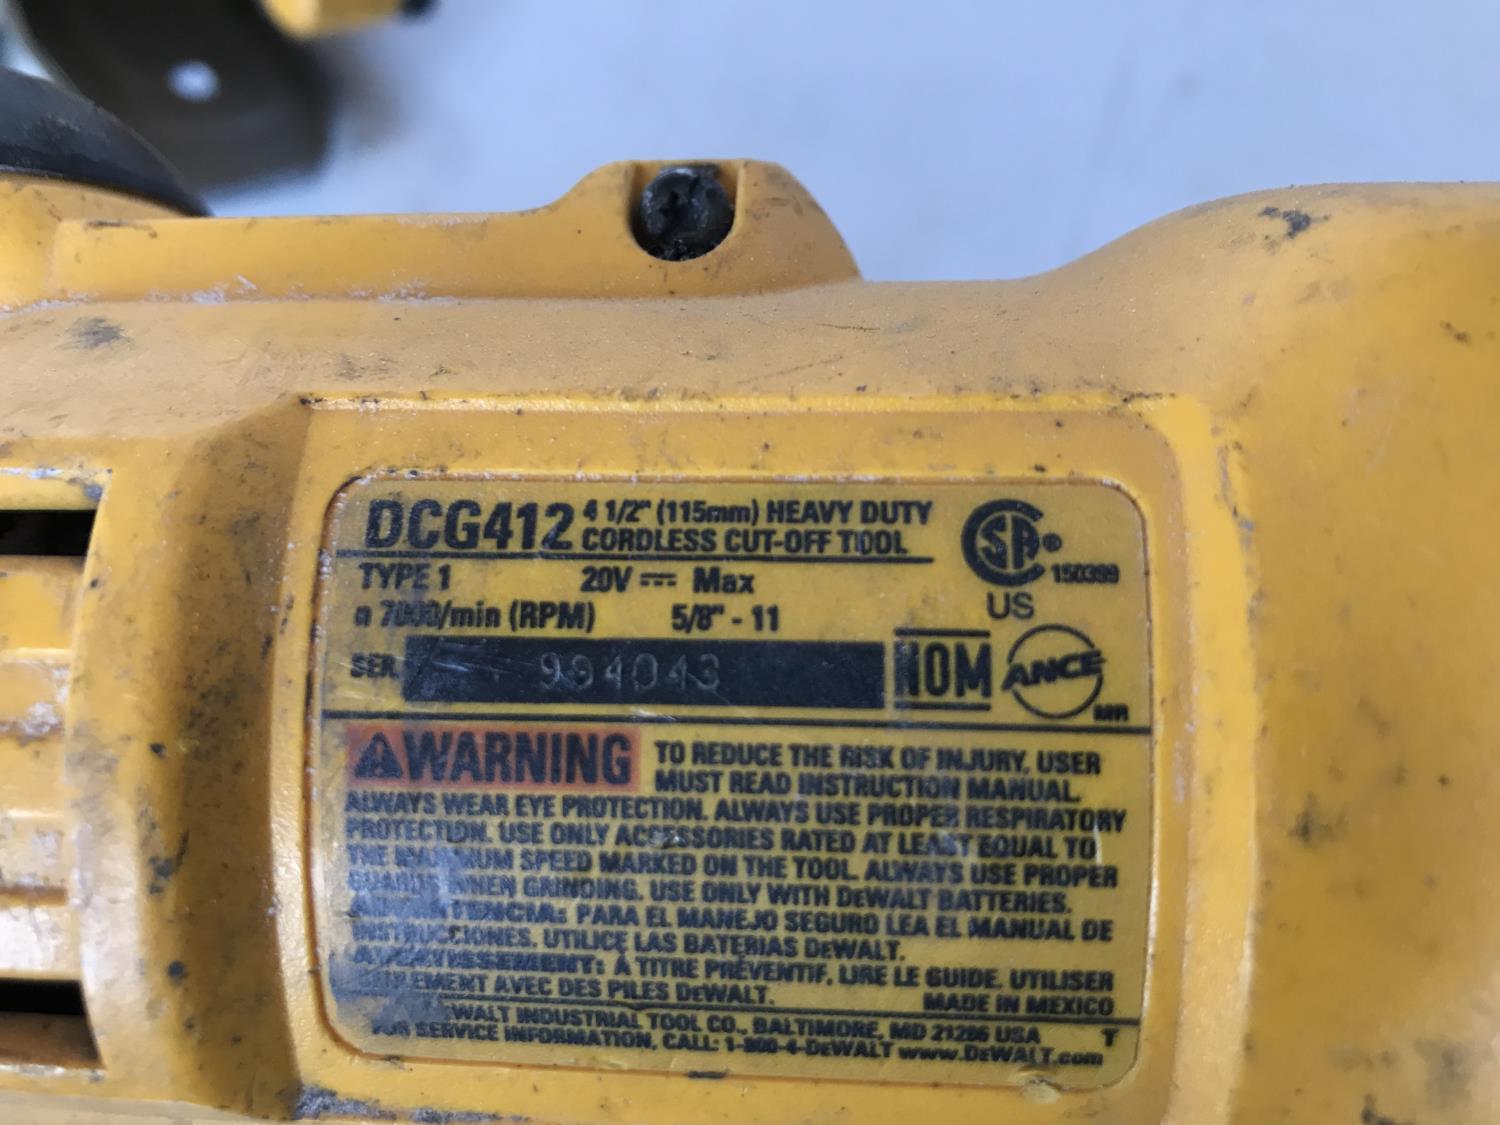 DCG412 4 1/2" (115mm) HEAVY DUTY
CORDLESS CUT-OFF TOOL
TYPE 1 20V ⎓ Max
n 7000/min (RPM) 5/8" - 11
SER. 994043
CSA® 150399
US
NOM ANCE MR
⚠WARNING TO REDUCE THE RISK OF INJURY, USER
MUST READ INSTRUCTION MANUAL.
ALWAYS WEAR EYE PROTECTION. ALWAYS USE PROPER RESPIRATORY
PROTECTION. USE ONLY ACCESSORIES RATED AT LEAST EQUAL TO
THE MAXIMUM SPEED MARKED ON THE TOOL. ALWAYS USE PROPER
GUARDS WHEN GRINDING. USE ONLY WITH DEWALT BATTERIES.
ADVERTENCIA: PARA EL MANEJO SEGURO LEA EL MANUAL DE
INSTRUCCIONES. UTILICE LAS BATERIAS DEWALT.
AVERTISSEMENT: À TITRE PRÉVENTIF, LIRE LE GUIDE. UTILISER
AVEC DES PILES DEWALT. MADE IN MEXICO
DEWALT INDUSTRIAL TOOL CO., BALTIMORE, MD 21286 USA T
FOR SERVICE INFORMATION, CALL: 1-800-4-DEWALT www.DEWALT.com